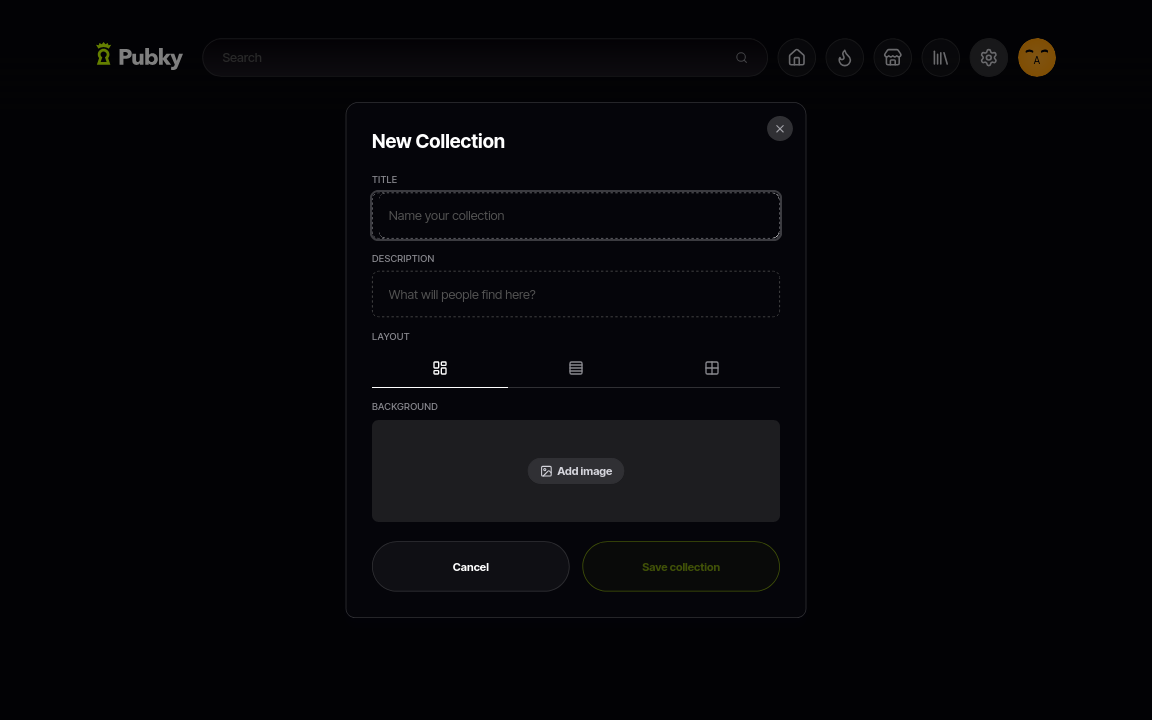 Pubky
Search
A
New Collection
TITLE
Name your collection
DESCRIPTION
What will people find here?
LAYOUT
BACKGROUND
Add image
Cancel
Save collection